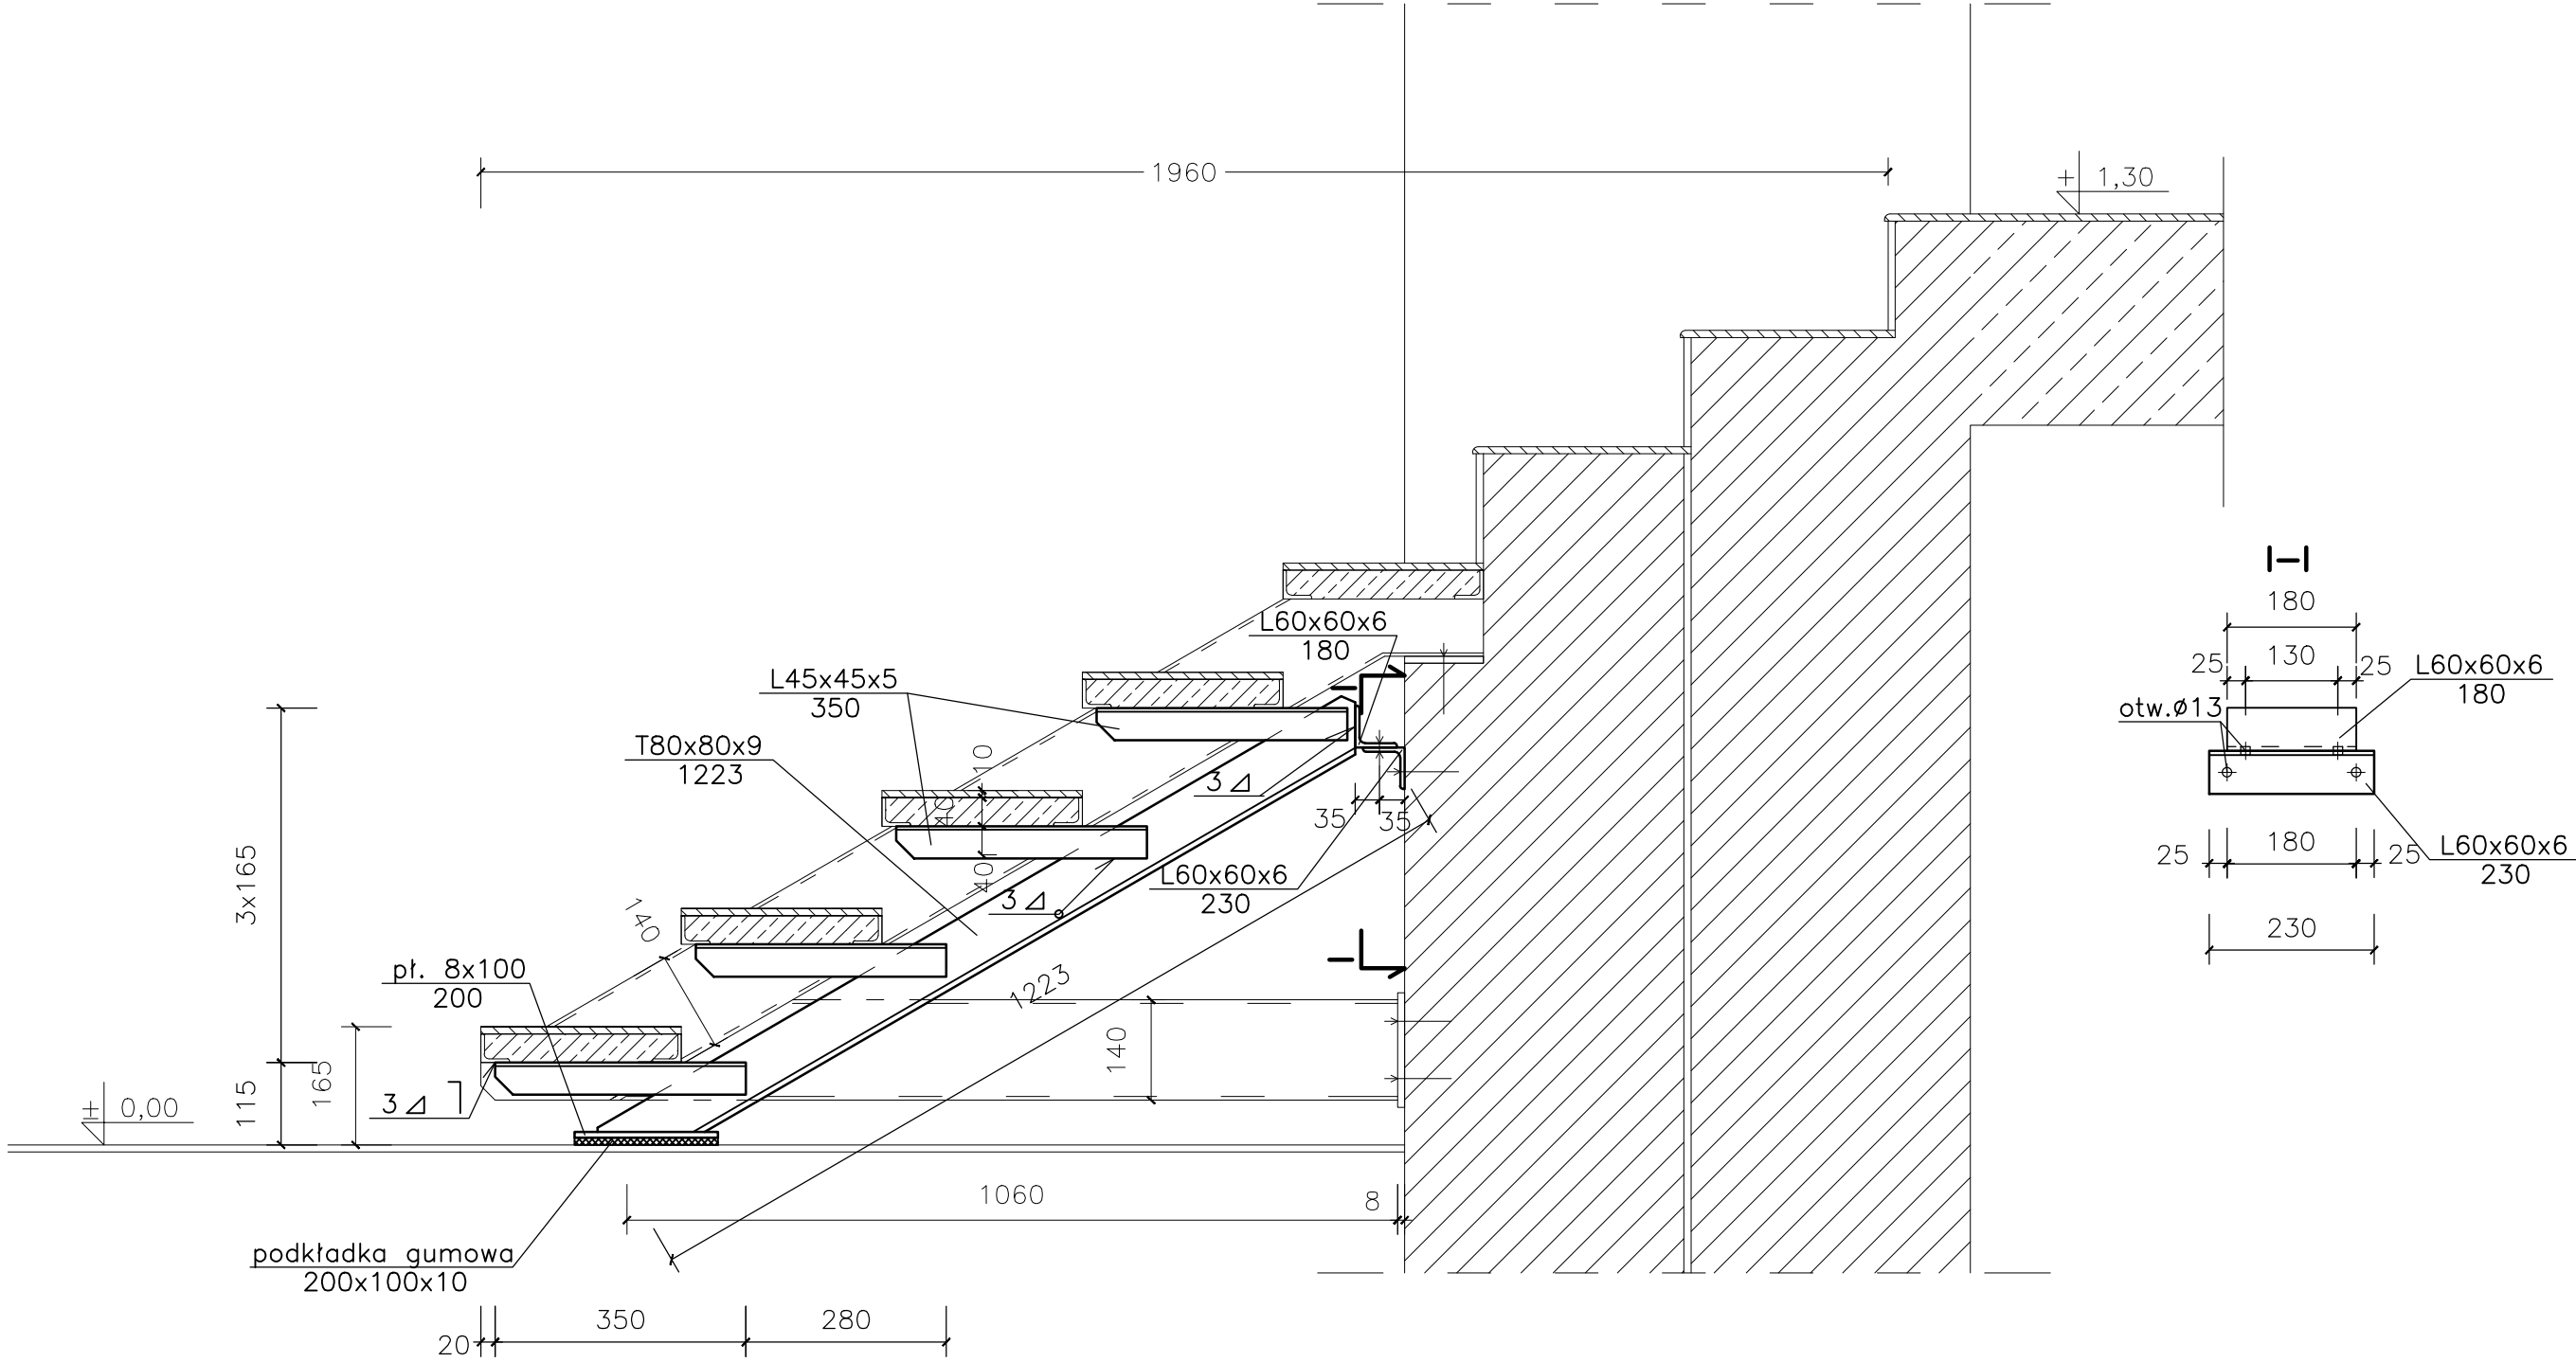 1960
+ 1,30
I-I
180
130
25
25
L60x60x6
180
otw.ø13
25
180
25
L60x60x6
230
230
L60x60x6
180
I
L45x45x5
350
T80x80x9
1223
10
40
40
3
35
35
3
L60x60x6
230
I
3x165
140
pł. 8x100
200
1223
140
165
115
3
± 0,00
1060
8
podkładka gumowa
200x100x10
350
280
20